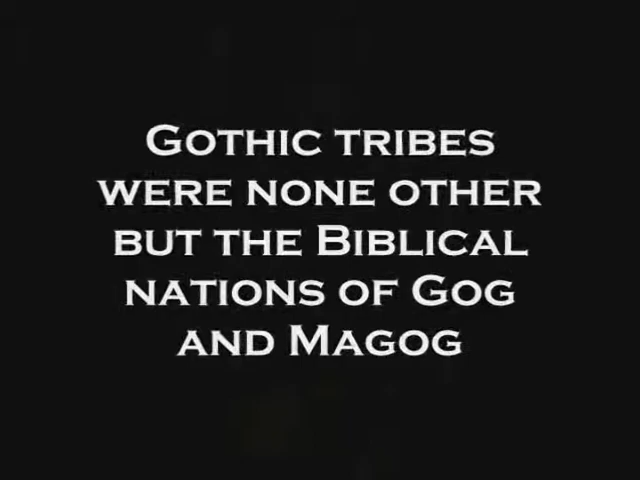 Gothic tribes
were none other
but the Biblical
nations of Gog
and Magog